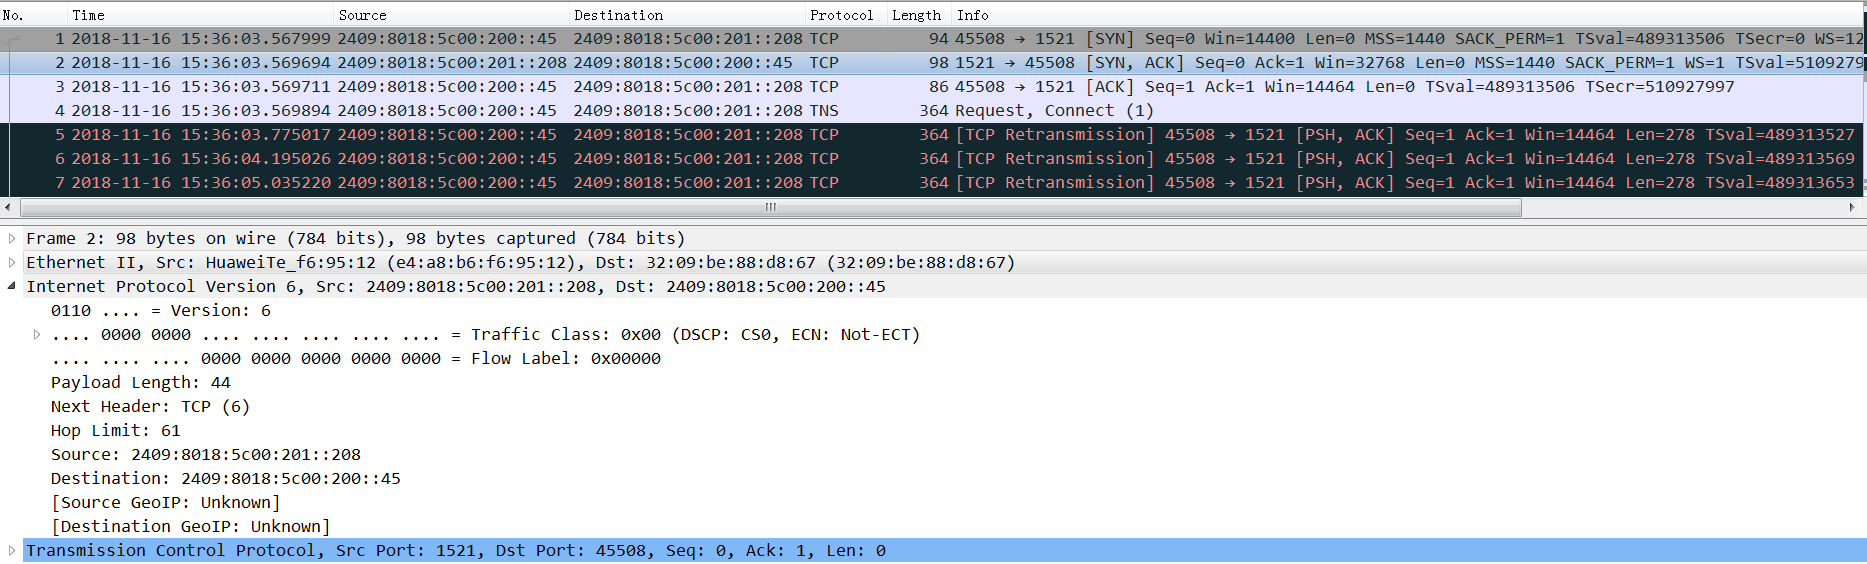 No. Time Source Destination Protocol Length Info
1 2018-11-16 15:36:03.567999 2409:8018:5c00:200::45 2409:8018:5c00:201::208 TCP 94 45508 → 1521 [SYN] Seq=0 Win=14400 Len=0 MSS=1440 SACK_PERM=1 TSval=489313506 TSecr=0 WS=12
2 2018-11-16 15:36:03.569694 2409:8018:5c00:201::208 2409:8018:5c00:200::45 TCP 98 1521 → 45508 [SYN, ACK] Seq=0 Ack=1 Win=32768 Len=0 MSS=1440 SACK_PERM=1 WS=1 TSval=5109279
3 2018-11-16 15:36:03.569711 2409:8018:5c00:200::45 2409:8018:5c00:201::208 TCP 86 45508 → 1521 [ACK] Seq=1 Ack=1 Win=14464 Len=0 TSval=489313506 TSecr=510927997
4 2018-11-16 15:36:03.569894 2409:8018:5c00:200::45 2409:8018:5c00:201::208 TNS 364 Request, Connect (1)
5 2018-11-16 15:36:03.775017 2409:8018:5c00:200::45 2409:8018:5c00:201::208 TCP 364 [TCP Retransmission] 45508 → 1521 [PSH, ACK] Seq=1 Ack=1 Win=14464 Len=278 TSval=489313527
6 2018-11-16 15:36:04.195026 2409:8018:5c00:200::45 2409:8018:5c00:201::208 TCP 364 [TCP Retransmission] 45508 → 1521 [PSH, ACK] Seq=1 Ack=1 Win=14464 Len=278 TSval=489313569
7 2018-11-16 15:36:05.035220 2409:8018:5c00:200::45 2409:8018:5c00:201::208 TCP 364 [TCP Retransmission] 45508 → 1521 [PSH, ACK] Seq=1 Ack=1 Win=14464 Len=278 TSval=489313653
Frame 2: 98 bytes on wire (784 bits), 98 bytes captured (784 bits)
Ethernet II, Src: HuaweiTe_f6:95:12 (e4:a8:b6:f6:95:12), Dst: 32:09:be:88:d8:67 (32:09:be:88:d8:67)
Internet Protocol Version 6, Src: 2409:8018:5c00:201::208, Dst: 2409:8018:5c00:200::45
0110 .... = Version: 6
.... 0000 0000 .... .... .... .... .... = Traffic Class: 0x00 (DSCP: CS0, ECN: Not-ECT)
.... .... .... 0000 0000 0000 0000 0000 = Flow Label: 0x00000
Payload Length: 44
Next Header: TCP (6)
Hop Limit: 61
Source: 2409:8018:5c00:201::208
Destination: 2409:8018:5c00:200::45
[Source GeoIP: Unknown]
[Destination GeoIP: Unknown]
Transmission Control Protocol, Src Port: 1521, Dst Port: 45508, Seq: 0, Ack: 1, Len: 0